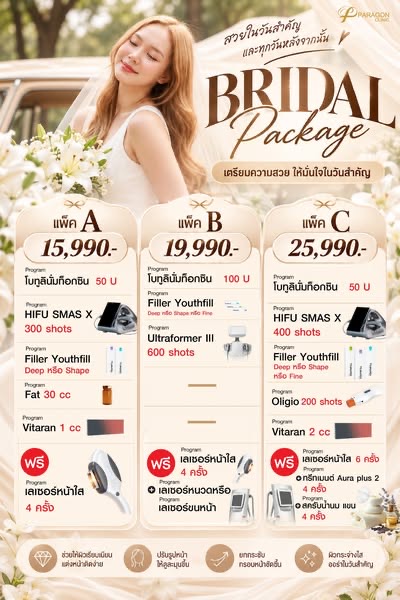 PARAGON
CLINIC
สวยในวันสำคัญ
และทุกวันหลังจากนั้น
BRIDAL
Package
เตรียมความสวย ให้มั่นใจในวันสำคัญ
แพ็ค A
15,990.-
Program
โบทูลินั่มท็อกซิน 50 U
Program
HIFU SMAS X
300 shots
Program
Filler Youthfill
Deep หรือ Shape
Program
Fat 30 cc
Program
Vitaran 1 cc
ฟรี
Program
เลเซอร์หน้าใส
4 ครั้ง
แพ็ค B
19,990.-
Program
โบทูลินั่มท็อกซิน 100 U
Program
Filler Youthfill
Deep หรือ Shape หรือ Fine
Program
Ultraformer III
600 shots
ฟรี
Program
เลเซอร์หน้าใส
4 ครั้ง
Program
+ เลเซอร์หนวดหรือ
Program
เลเซอร์ขนหน้า
แพ็ค C
25,990.-
Program
โบทูลินั่มท็อกซิน 50 U
Program
HIFU SMAS X
400 shots
Program
Filler Youthfill
Deep หรือ Shape
หรือ Fine
Program
Oligio 200 shots
Program
Vitaran 2 cc
ฟรี
Program
เลเซอร์หน้าใส 6 ครั้ง
Program
+ ทรีทเมนต์ Aura plus 2
4 ครั้ง
Program
+ สครับน้ำนม แขน
4 ครั้ง
ช่วยให้ผิวเรียบเนียน
แต่งหน้าติดง่าย
ปรับรูปหน้า
ให้ดูละมุนขึ้น
ยกกระชับ
กรอบหน้าชัดขึ้น
ผิวกระจ่างใส
ออร่าในวันสำคัญ